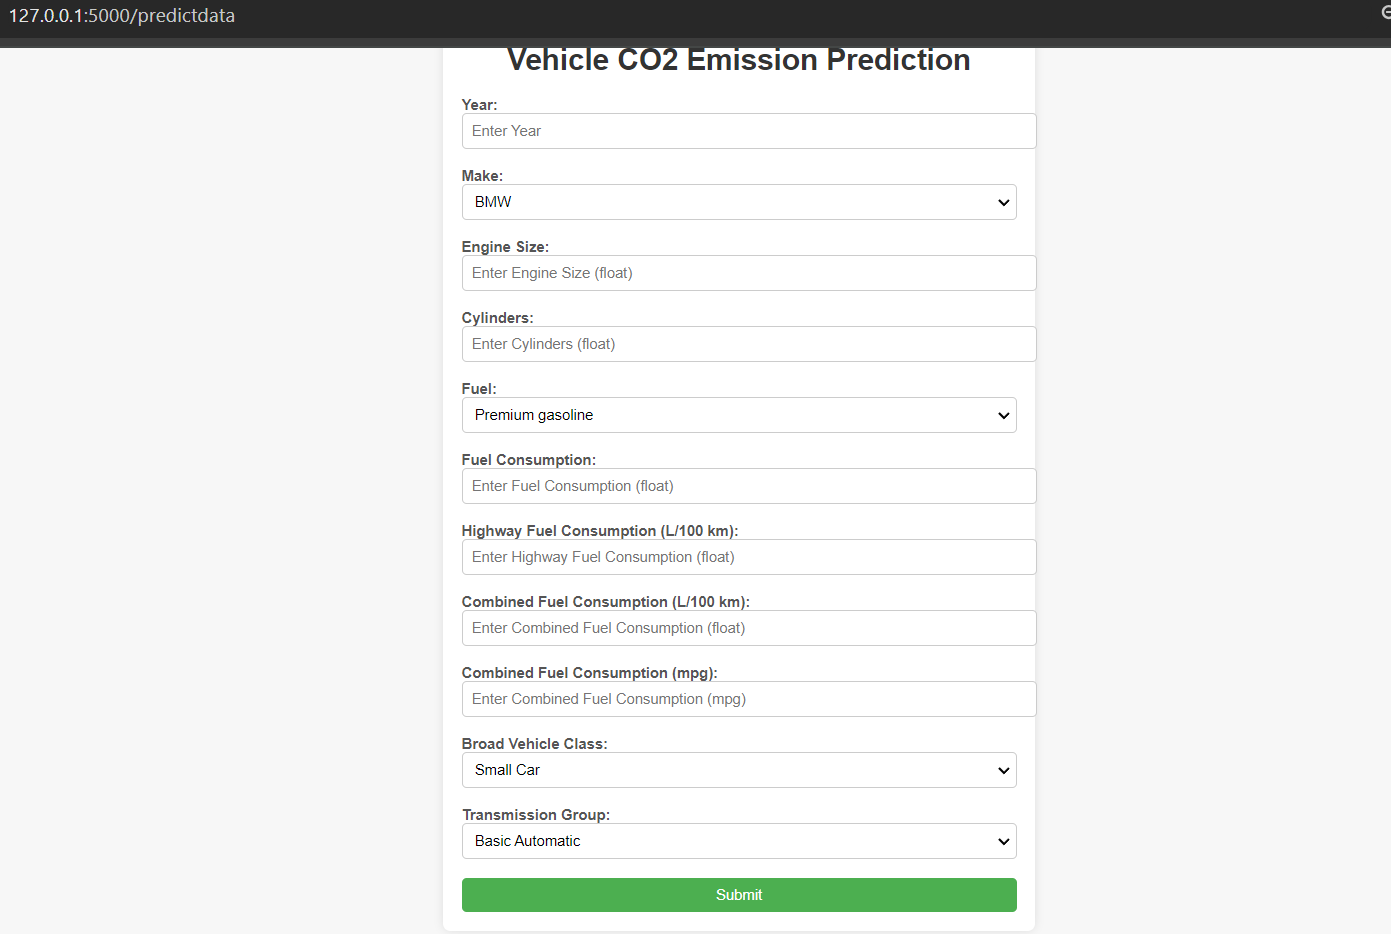 127.0.0.1:5000/predictdata
Vehicle CO2 Emission Prediction
Year:
Enter Year
Make:
BMW
Engine Size:
Enter Engine Size (float)
Cylinders:
Enter Cylinders (float)
Fuel:
Premium gasoline
Fuel Consumption:
Enter Fuel Consumption (float)
Highway Fuel Consumption (L/100 km):
Enter Highway Fuel Consumption (float)
Combined Fuel Consumption (L/100 km):
Enter Combined Fuel Consumption (float)
Combined Fuel Consumption (mpg):
Enter Combined Fuel Consumption (mpg)
Broad Vehicle Class:
Small Car
Transmission Group:
Basic Automatic
Submit